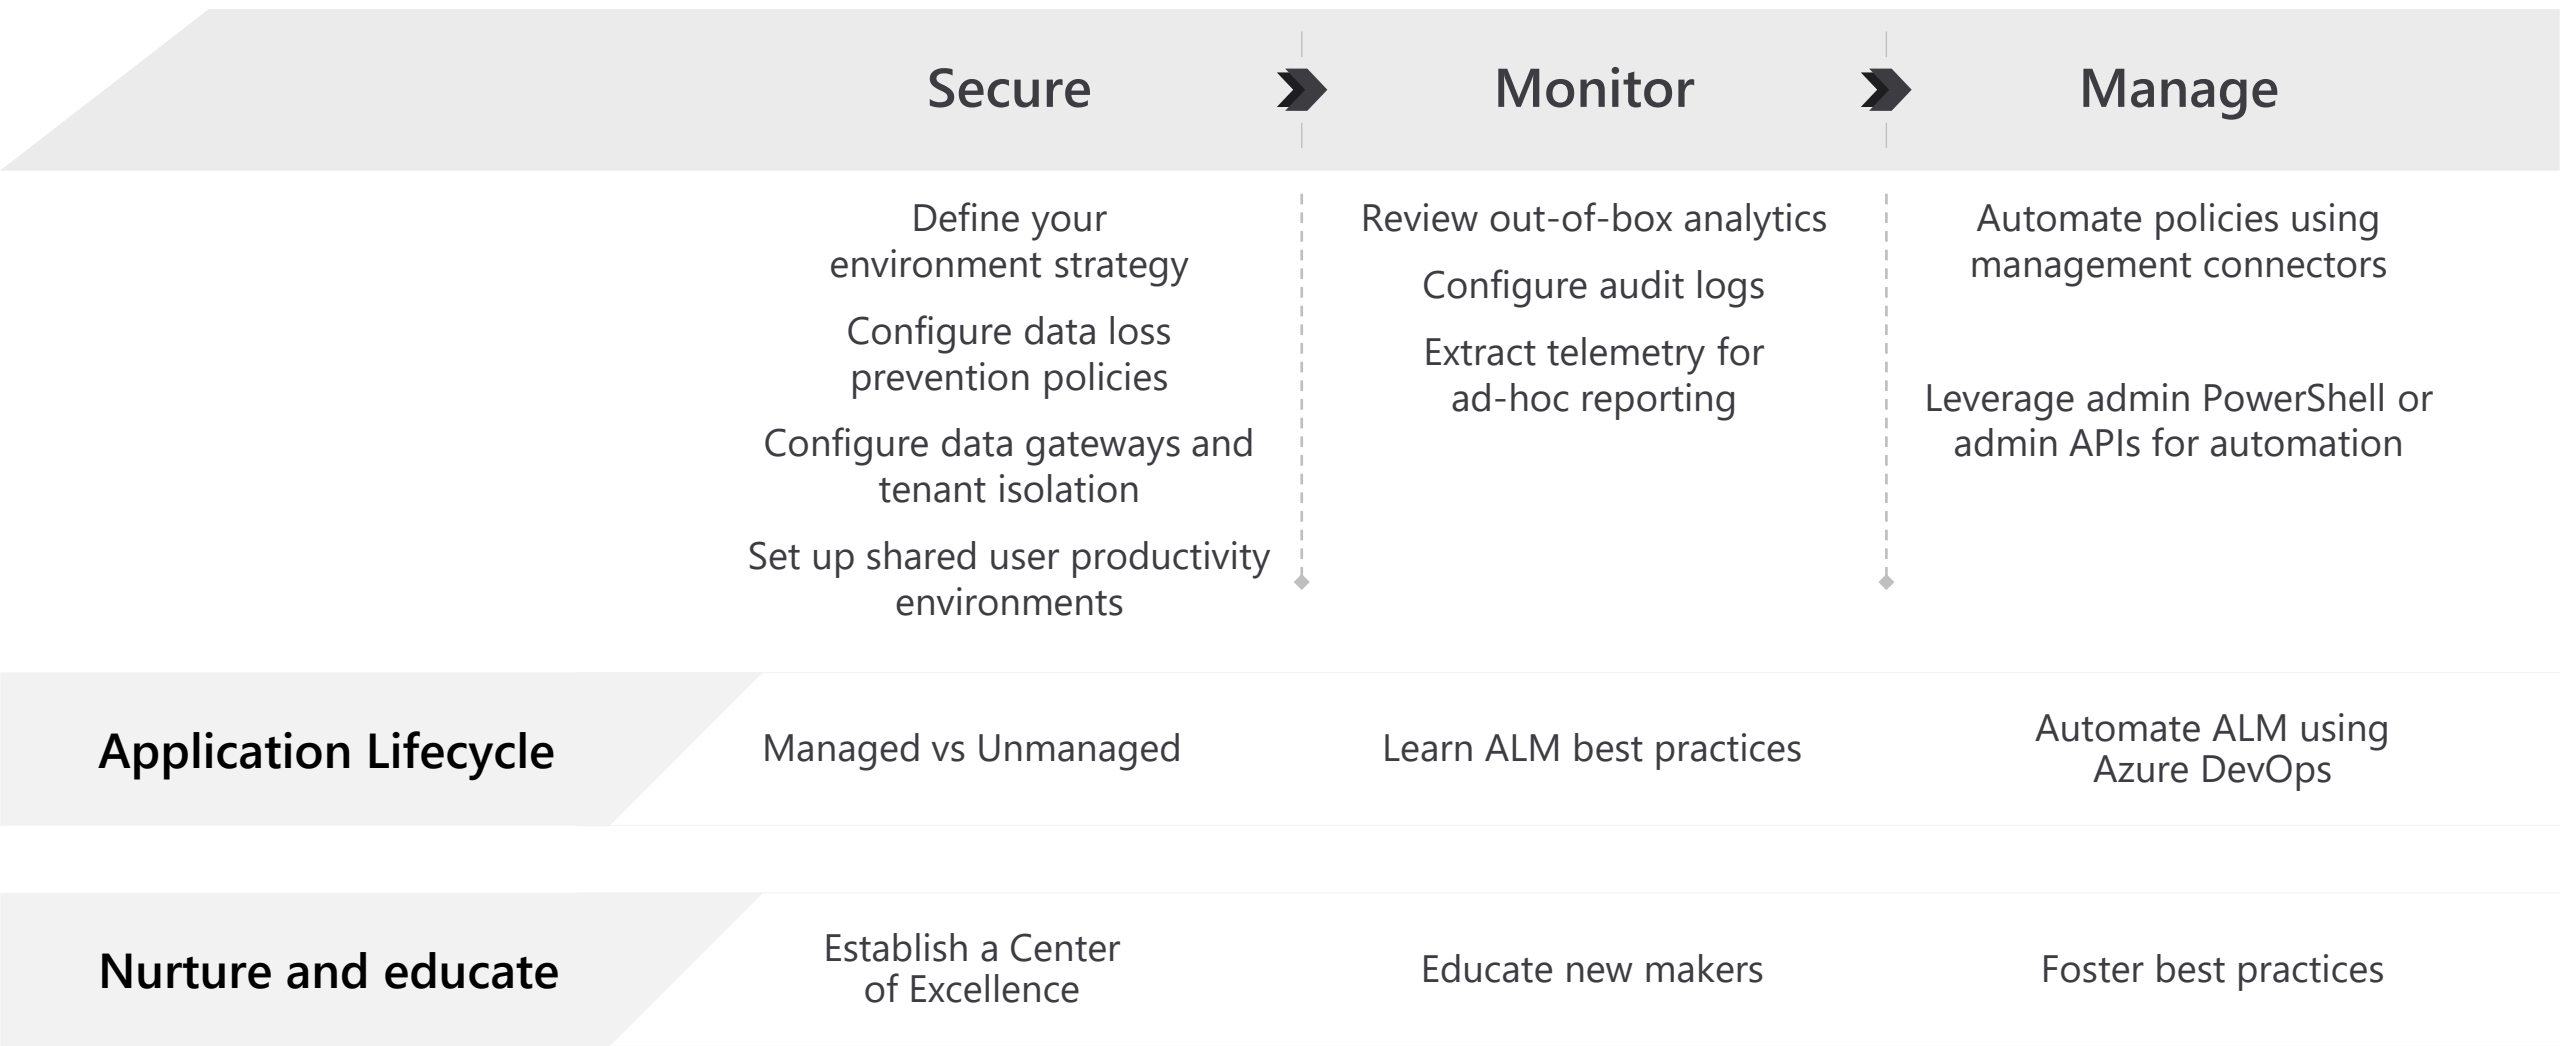 Secure
Monitor
Manage
Define your
environment strategy
Configure data loss
prevention policies
Configure data gateways and
tenant isolation
Set up shared user productivity
environments
Review out-of-box analytics
Configure audit logs
Extract telemetry for
ad-hoc reporting
Automate policies using
management connectors
Leverage admin PowerShell or
admin APIs for automation
Application Lifecycle
Managed vs Unmanaged
Learn ALM best practices
Automate ALM using
Azure DevOps
Nurture and educate
Establish a Center
of Excellence
Educate new makers
Foster best practices